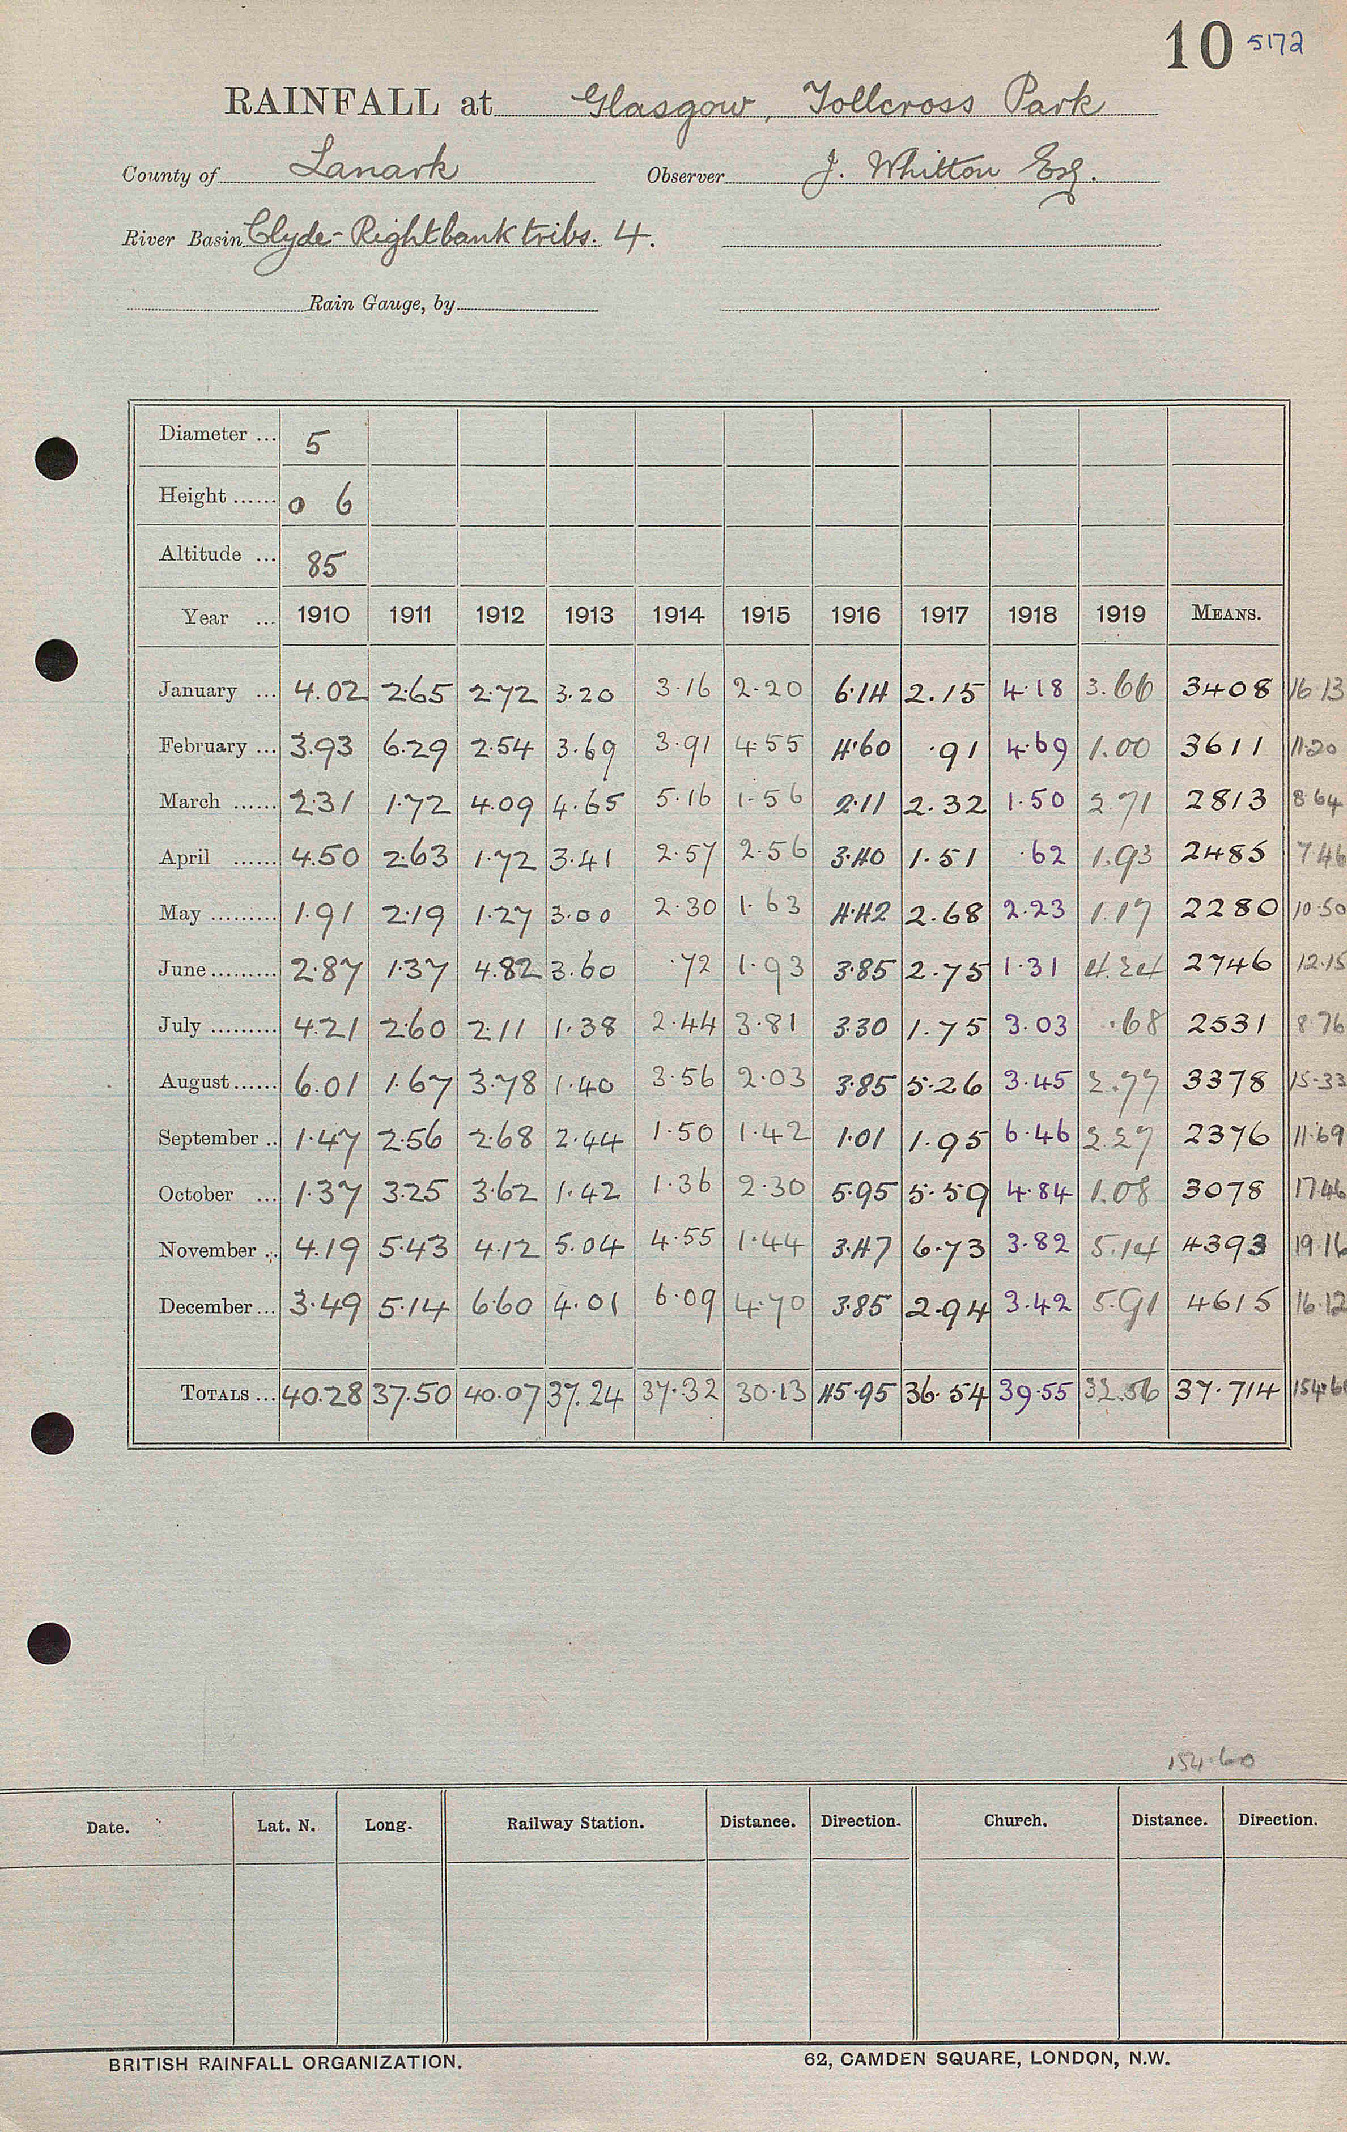 10 5172
RAINFALL at Glasgow, Tollcross Park
County of Lanark Observer J. Whitton Esq.
River Basin Clyde-Right bank tribs. 4.
Rain Gauge, by
Diameter ... 5
Height ...... 0 6
Altitude ... 85
Year ... 1910 1911 1912 1913 1914 1915 1916 1917 1918 1919 MEANS.
January ... 4.02 2.65 2.72 3.20 3.16 2.20 6.14 2.15 4.18 3.66 3408 16.13
February ... 3.93 6.29 2.54 3.69 3.91 4.55 4.60 .91 4.69 1.00 3611 11.20
March ...... 2.31 1.72 4.09 4.65 5.16 1.56 2.11 2.32 1.50 2.71 2813 8.64
April ...... 4.50 2.63 1.72 3.41 2.57 2.56 3.40 1.51 .62 1.93 2485 7.46
May ......... 1.91 2.19 1.27 3.00 2.30 1.63 4.42 2.68 2.23 1.17 2280 10.50
June ......... 2.87 1.37 4.82 3.60 .72 1.93 3.85 2.75 1.31 4.24 2746 12.15
July ......... 4.21 2.60 2.11 1.38 2.44 3.81 3.30 1.75 3.03 .68 2531 8.76
August ...... 6.01 1.67 3.78 1.40 3.56 2.03 3.85 5.26 3.45 2.77 3378 15.33
September .. 1.47 2.56 2.68 2.44 1.50 1.42 1.01 1.95 6.46 2.27 2376 11.69
October ... 1.37 3.25 3.62 1.42 1.36 2.30 5.95 5.59 4.84 1.08 3078 17.46
November .. 4.19 5.43 4.12 5.04 4.55 1.44 3.47 6.73 3.82 5.14 4393 19.16
December ... 3.49 5.14 6.60 4.01 6.09 4.70 3.85 2.94 3.42 5.91 4615 16.12
TOTALS ... 40.28 37.50 40.07 37.24 37.32 30.13 45.95 36.54 39.55 32.56 37.714
154.60
Date. Lat. N. Long. Railway Station. Distance. Direction. Church. Distance. Direction.
BRITISH RAINFALL ORGANIZATION. 62, CAMDEN SQUARE, LONDON, N.W.